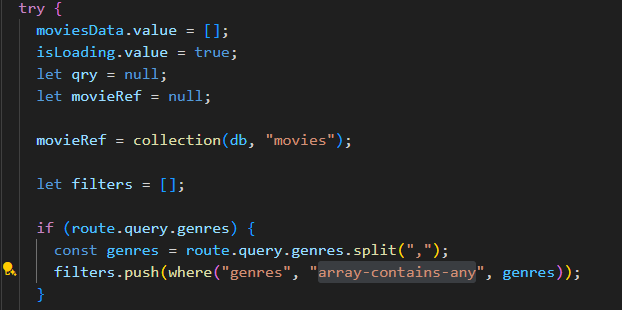 try {
moviesData.value = [];
isLoading.value = true;
let qry = null;
let movieRef = null;
movieRef = collection(db, "movies");
let filters = [];
if (route.query.genres) {
const genres = route.query.genres.split(",");
filters.push(where("genres", "array-contains-any", genres));
}